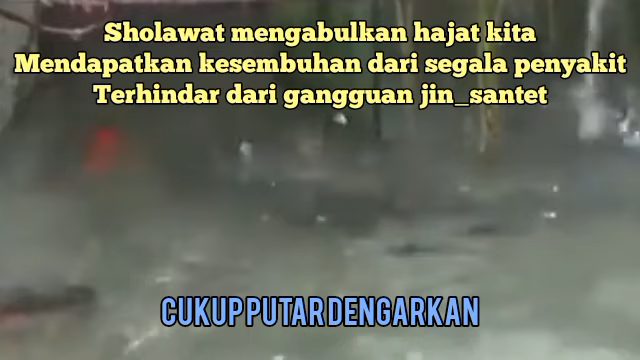 Sholawat mengabulkan hajat kita
Mendapatkan kesembuhan dari segala penyakit
Terhindar dari gangguan jin_santet
CUKUP PUTAR DENGARKAN